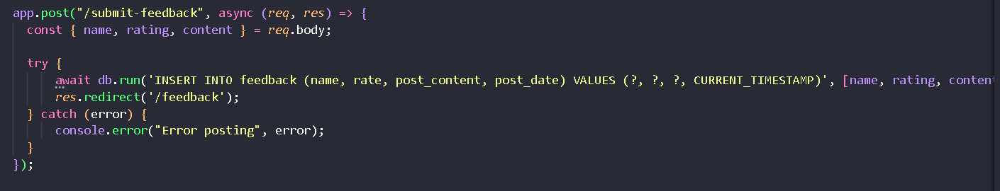 app.post("/submit-feedback", async (req, res) => {
const { name, rating, content } = req.body;
try {
await db.run('INSERT INTO feedback (name, rate, post_content, post_date) VALUES (?, ?, ?, CURRENT_TIMESTAMP)', [name, rating, conten
res.redirect('/feedback');
} catch (error) {
console.error("Error posting", error);
}
});